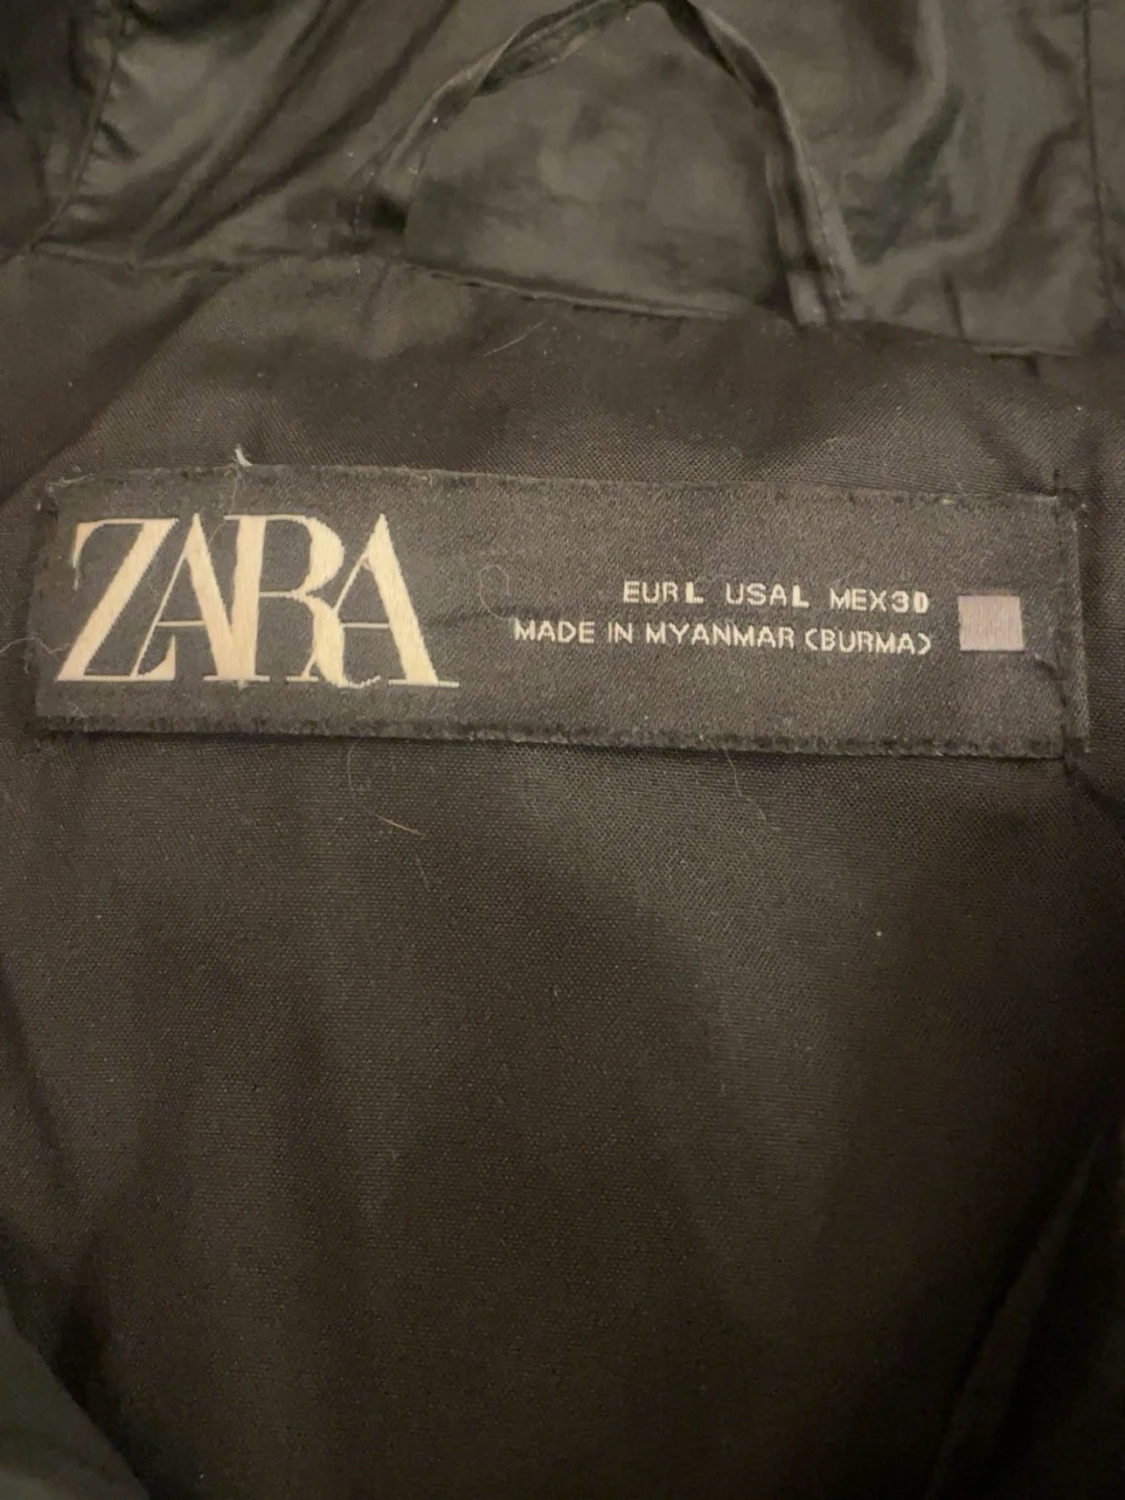 ZARA
EUR L USA L MEX 30
MADE IN MYANMAR (BURMA)